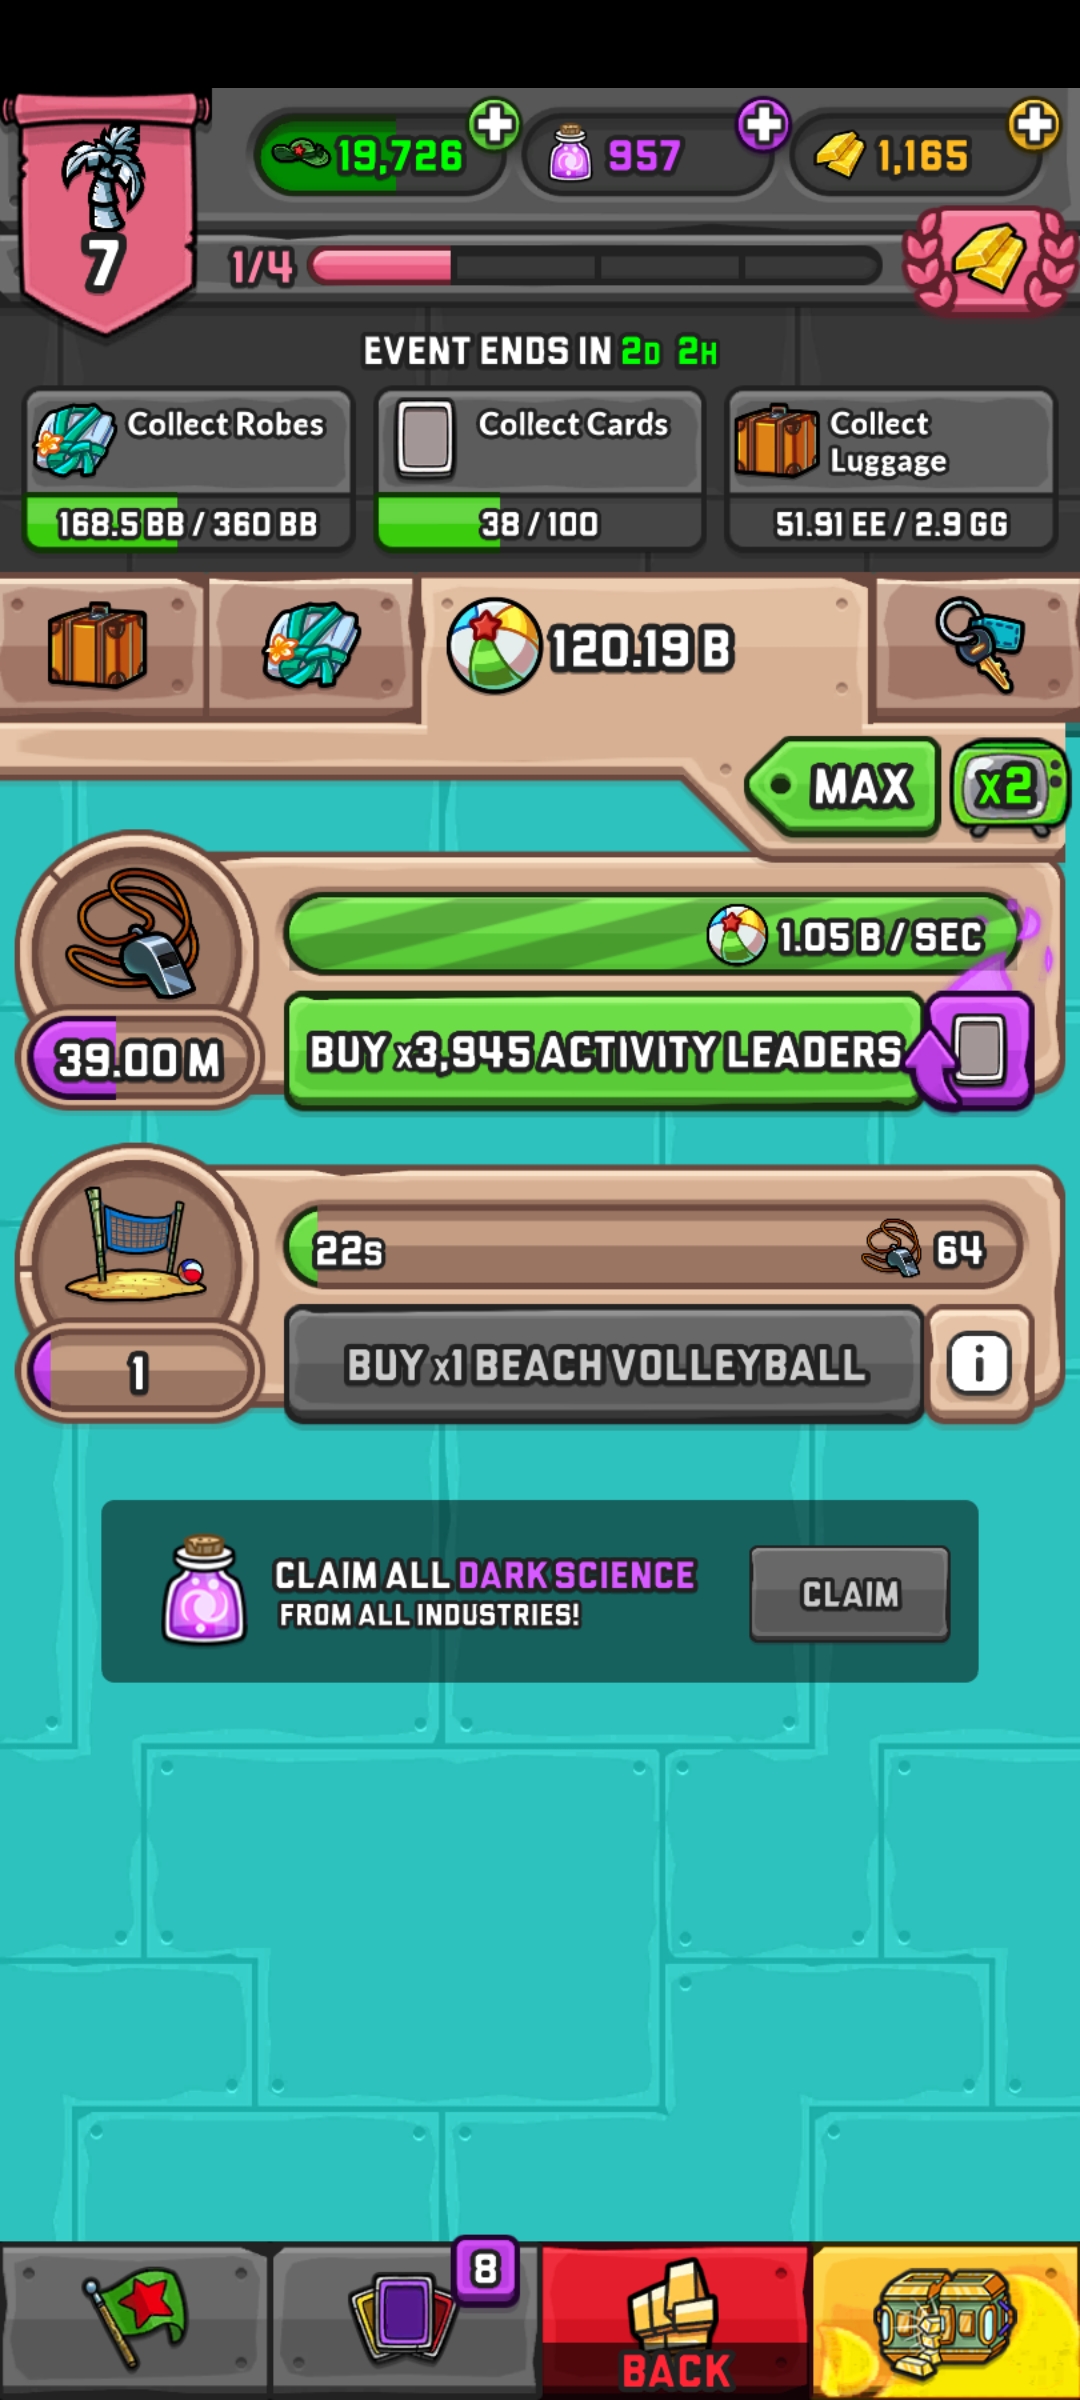 7
19,726
957
1,165
1/4
EVENT ENDS IN 2D 2H
Collect Robes
168.5 BB / 360 BB
Collect Cards
38 / 100
Collect
Luggage
51.91 EE / 2.9 GG
120.19 B
MAX
x2
1.05 B / SEC
39.00 M
BUY x3,945 ACTIVITY LEADERS
22s
64
1
BUY x1 BEACH VOLLEYBALL
i
CLAIM ALL DARK SCIENCE
FROM ALL INDUSTRIES!
CLAIM
8
BACK